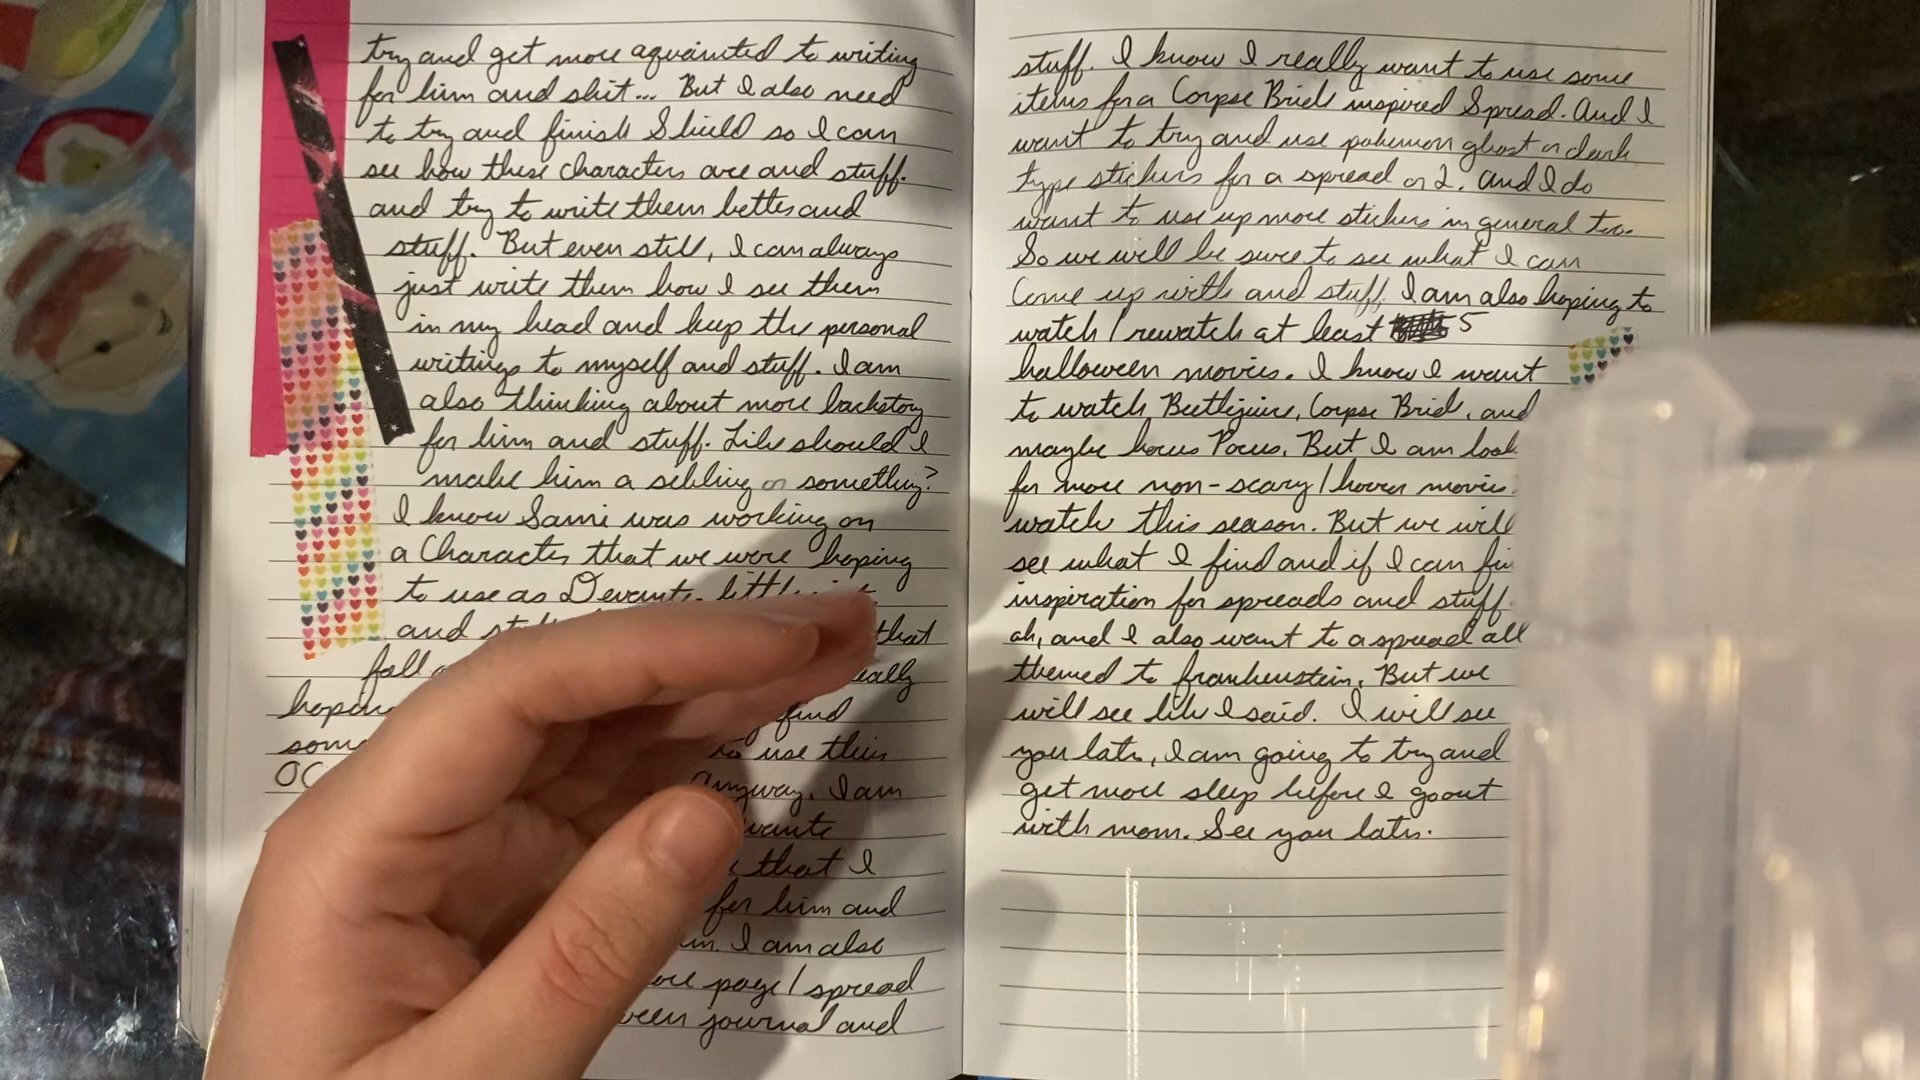 try and get more aquainted to writing
for him and shit... But I also need
to try and finish Shield so I can
see how these characters are and stuff.
and try to write them better and
stuff. But even still, I can always
just write them how I see them
in my head and keep the personal
writings to myself and stuff. I am
also thinking about more backstory
for him and stuff. Like should I
make him a sibling or something?
I know Sami was working on
a Character that we were hoping
to use as Devante little
and that
fall
find
to use this
OC anyway. I am
that I
for him and
I am also
page/spread
journal and
stuff. I know I really want to use some
items for a Corpse Bride inspired Spread. And I
want to try and use pokemon ghost or dark
type stickers for a spread or 2. And I do
want to use up more stickers in general too.
So we will be sure to see what I can
Come up with and stuff. I am also hoping to
watch/rewatch at least 5
halloween movies. I know I want
to watch Beetlejuice, Corpse Bride, and
maybe hocus Pocus. But I am look
for more non-scary/horror movies
watch this season. But we will
see what I find and if I can
inspiration for spreads and stuff.
oh, and I also want to a spread all
themed to frankenstein. But we
will see like I said. I will see
you later, I am going to try and
get more sleep before I go out
with mom. See you later.